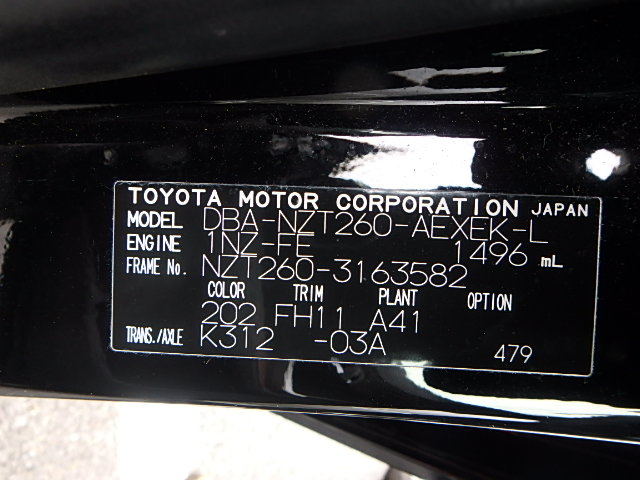 TOYOTA MOTOR CORPORATION JAPAN
MODEL DBA-NZT260-AEXEK-L
ENGINE 1NZ-FE 1496 mL
FRAME No. NZT260-3163582
COLOR TRIM PLANT OPTION
202 FH11 A41
TRANS./AXLE K312 -03A 479